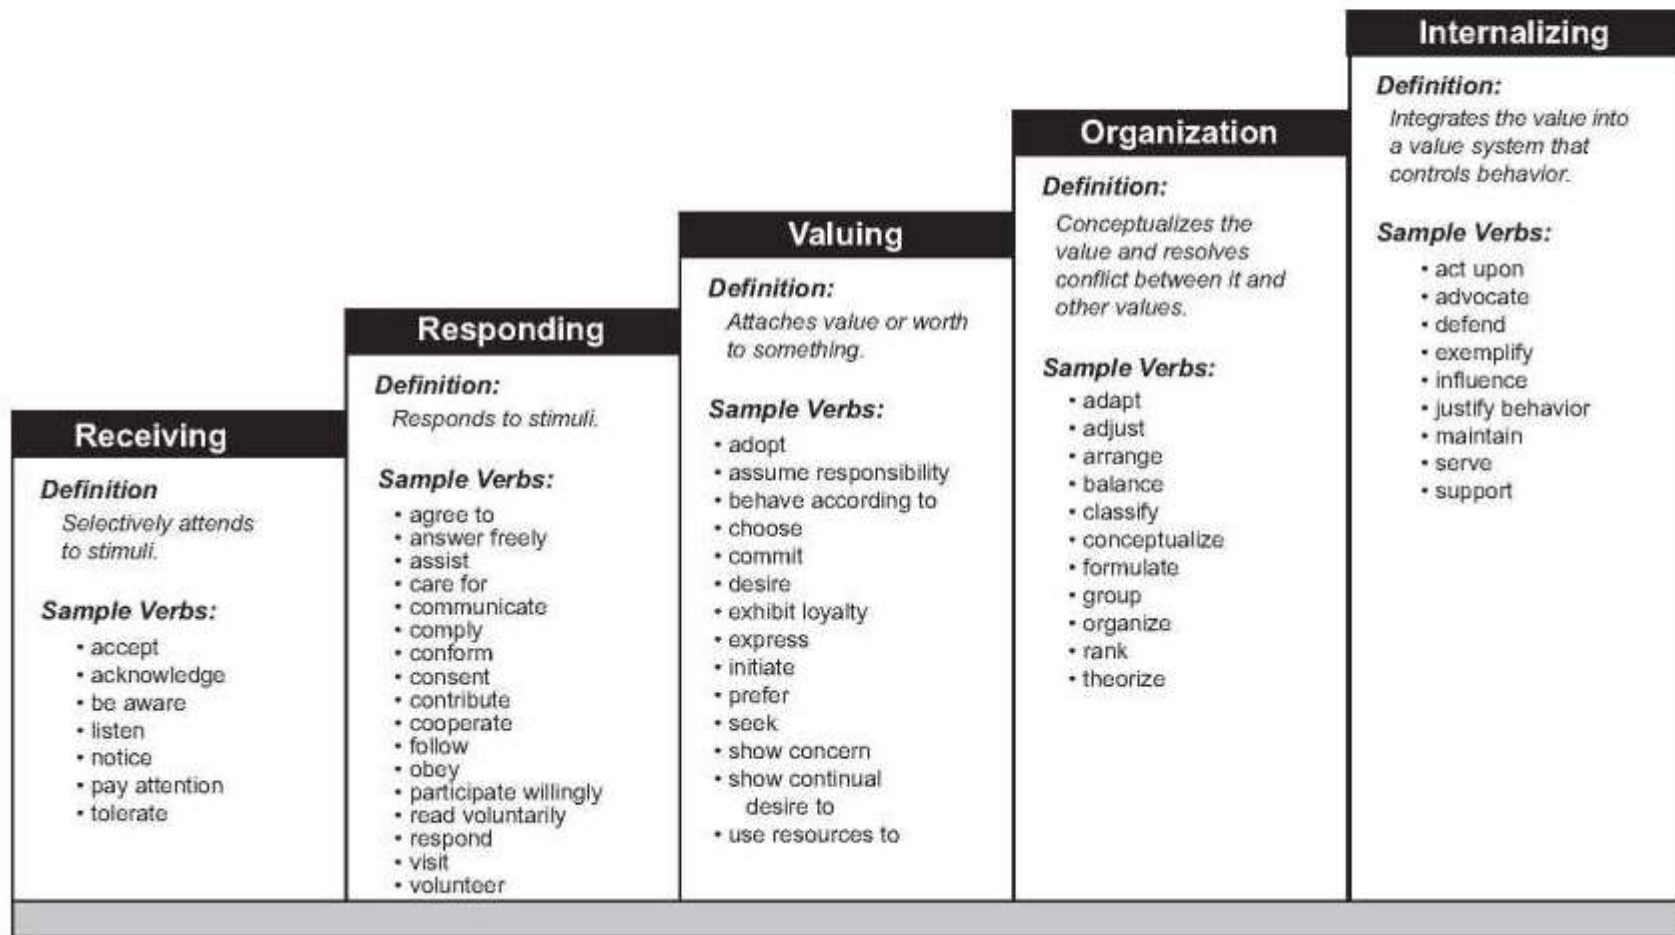 Receiving
Definition
Selectively attends
to stimuli.
Sample Verbs:
• accept
• acknowledge
• be aware
• listen
• notice
• pay attention
• tolerate
Responding
Definition:
Responds to stimuli.
Sample Verbs:
• agree to
• answer freely
• assist
• care for
• communicate
• comply
• conform
• consent
• contribute
• cooperate
• follow
• obey
• participate willingly
• read voluntarily
• respond
• visit
• volunteer
Valuing
Definition:
Attaches value or worth
to something.
Sample Verbs:
• adopt
• assume responsibility
• behave according to
• choose
• commit
• desire
• exhibit loyalty
• express
• initiate
• prefer
• seek
• show concern
• show continual
desire to
• use resources to
Organization
Definition:
Conceptualizes the
value and resolves
conflict between it and
other values.
Sample Verbs:
• adapt
• adjust
• arrange
• balance
• classify
• conceptualize
• formulate
• group
• organize
• rank
• theorize
Internalizing
Definition:
Integrates the value into
a value system that
controls behavior.
Sample Verbs:
• act upon
• advocate
• defend
• exemplify
• influence
• justify behavior
• maintain
• serve
• support